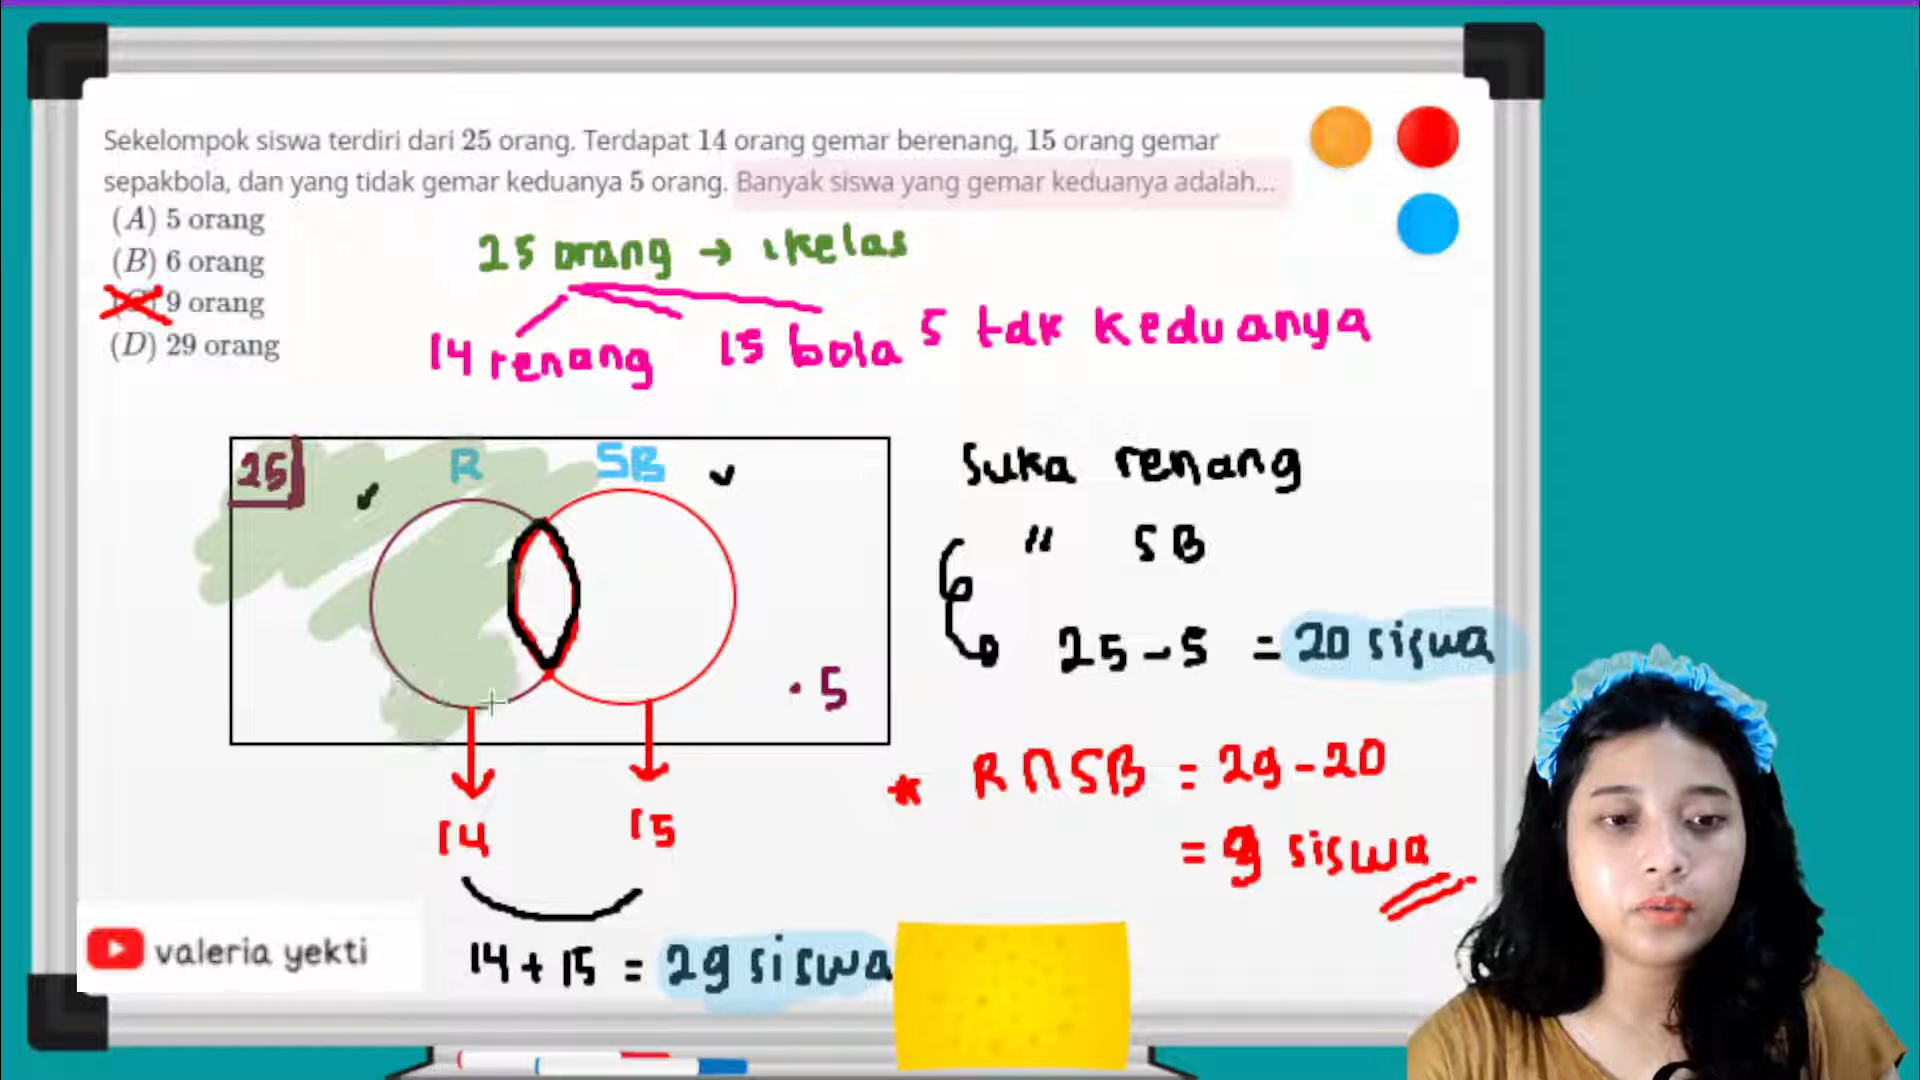 Sekelompok siswa terdiri dari 25 orang. Terdapat 14 orang gemar berenang, 15 orang gemar
sepakbola, dan yang tidak gemar keduanya 5 orang. Banyak siswa yang gemar keduanya adalah...
(A) 5 orang
(B) 6 orang
(C) 9 orang
(D) 29 orang
25 orang → 1 kelas
14 renang 15 bola 5 tdk keduanya
25 R SB
• 5
14 15
14 + 15 = 29 siswa
Suka renang
" SB
25 - 5 = 20 siswa
* R ∩ SB = 29 - 20
= 9 siswa
valeria yekti